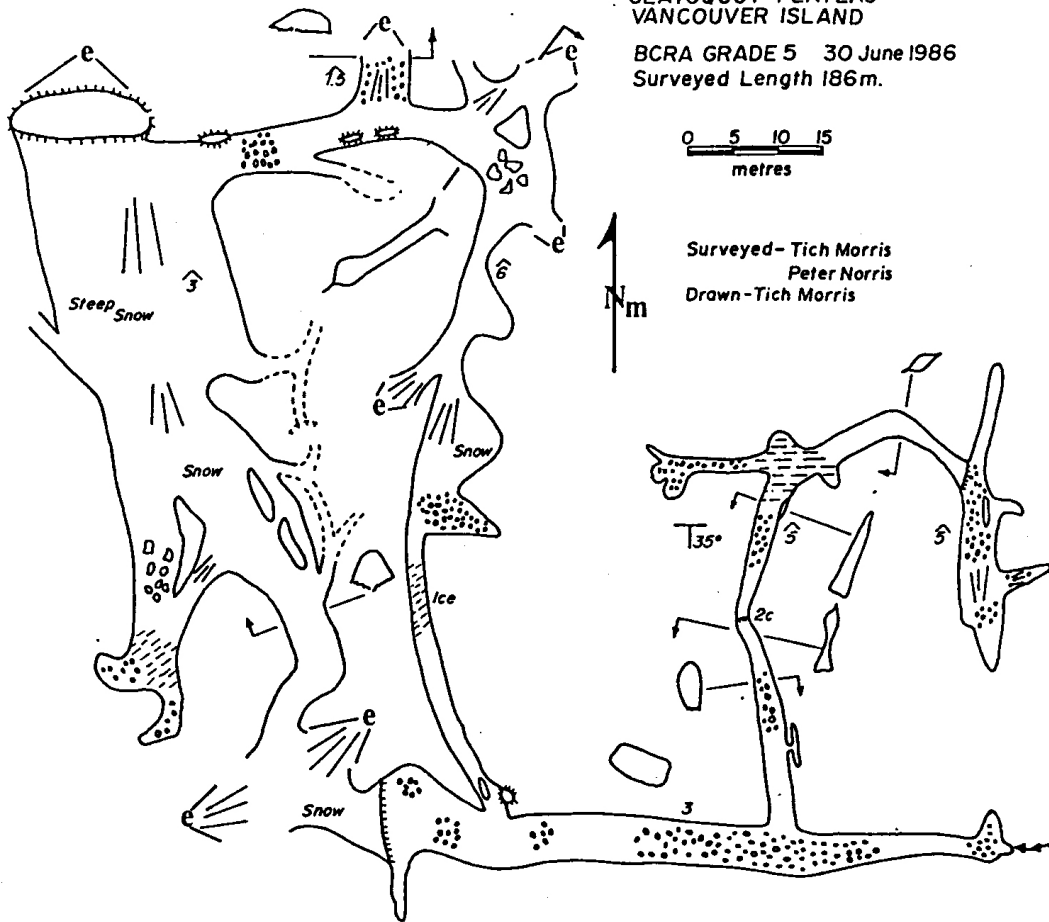 VANCOUVER ISLAND
BCRA GRADE 5 30 June 1986
Surveyed Length 186m.
0 5 10 15
metres
Surveyed- Tich Morris
Peter Norris
Drawn-Tich Morris
Nm
e
e
e
1.5
e
6
3
Steep Snow
e
Snow
Snow
35°
5
5
Ice
2c
e
e
Snow
3